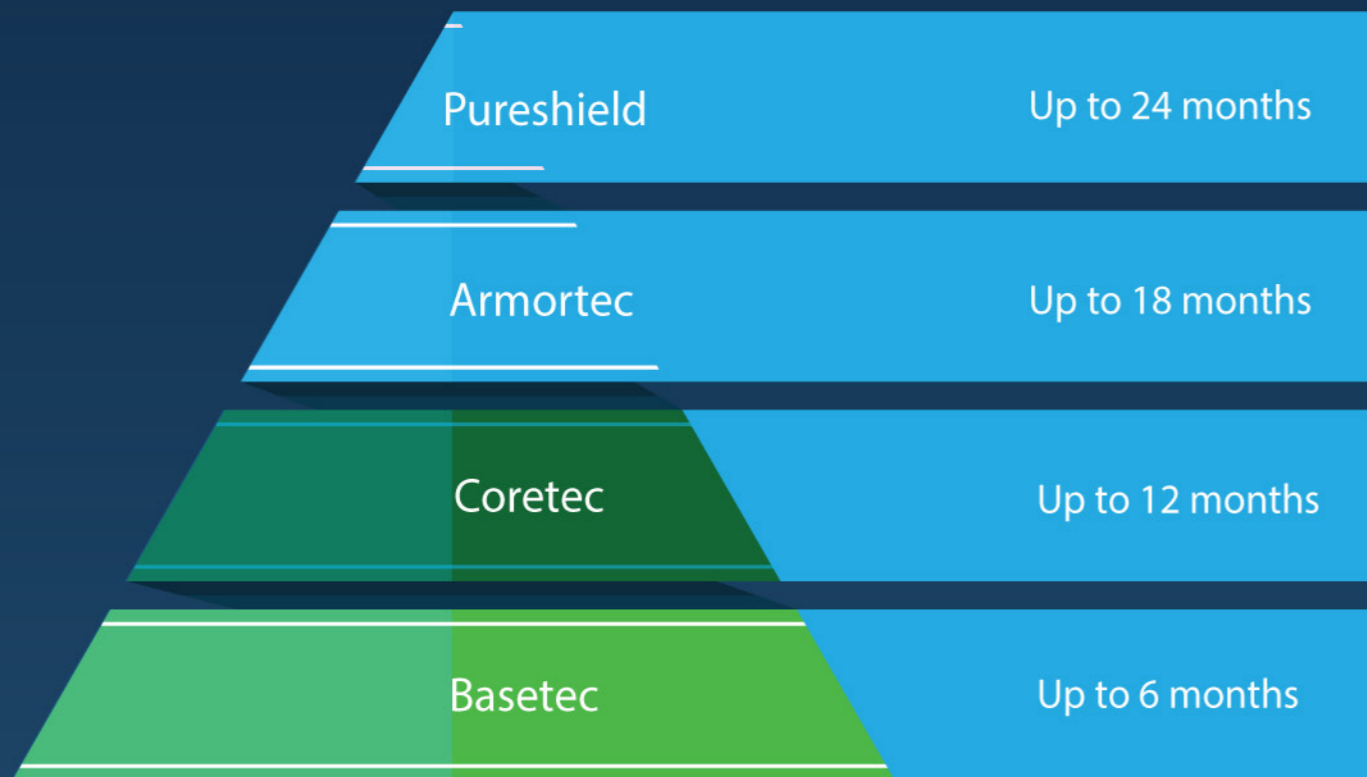 Pureshield Up to 24 months
Armortec Up to 18 months
Coretec Up to 12 months
Basetec Up to 6 months